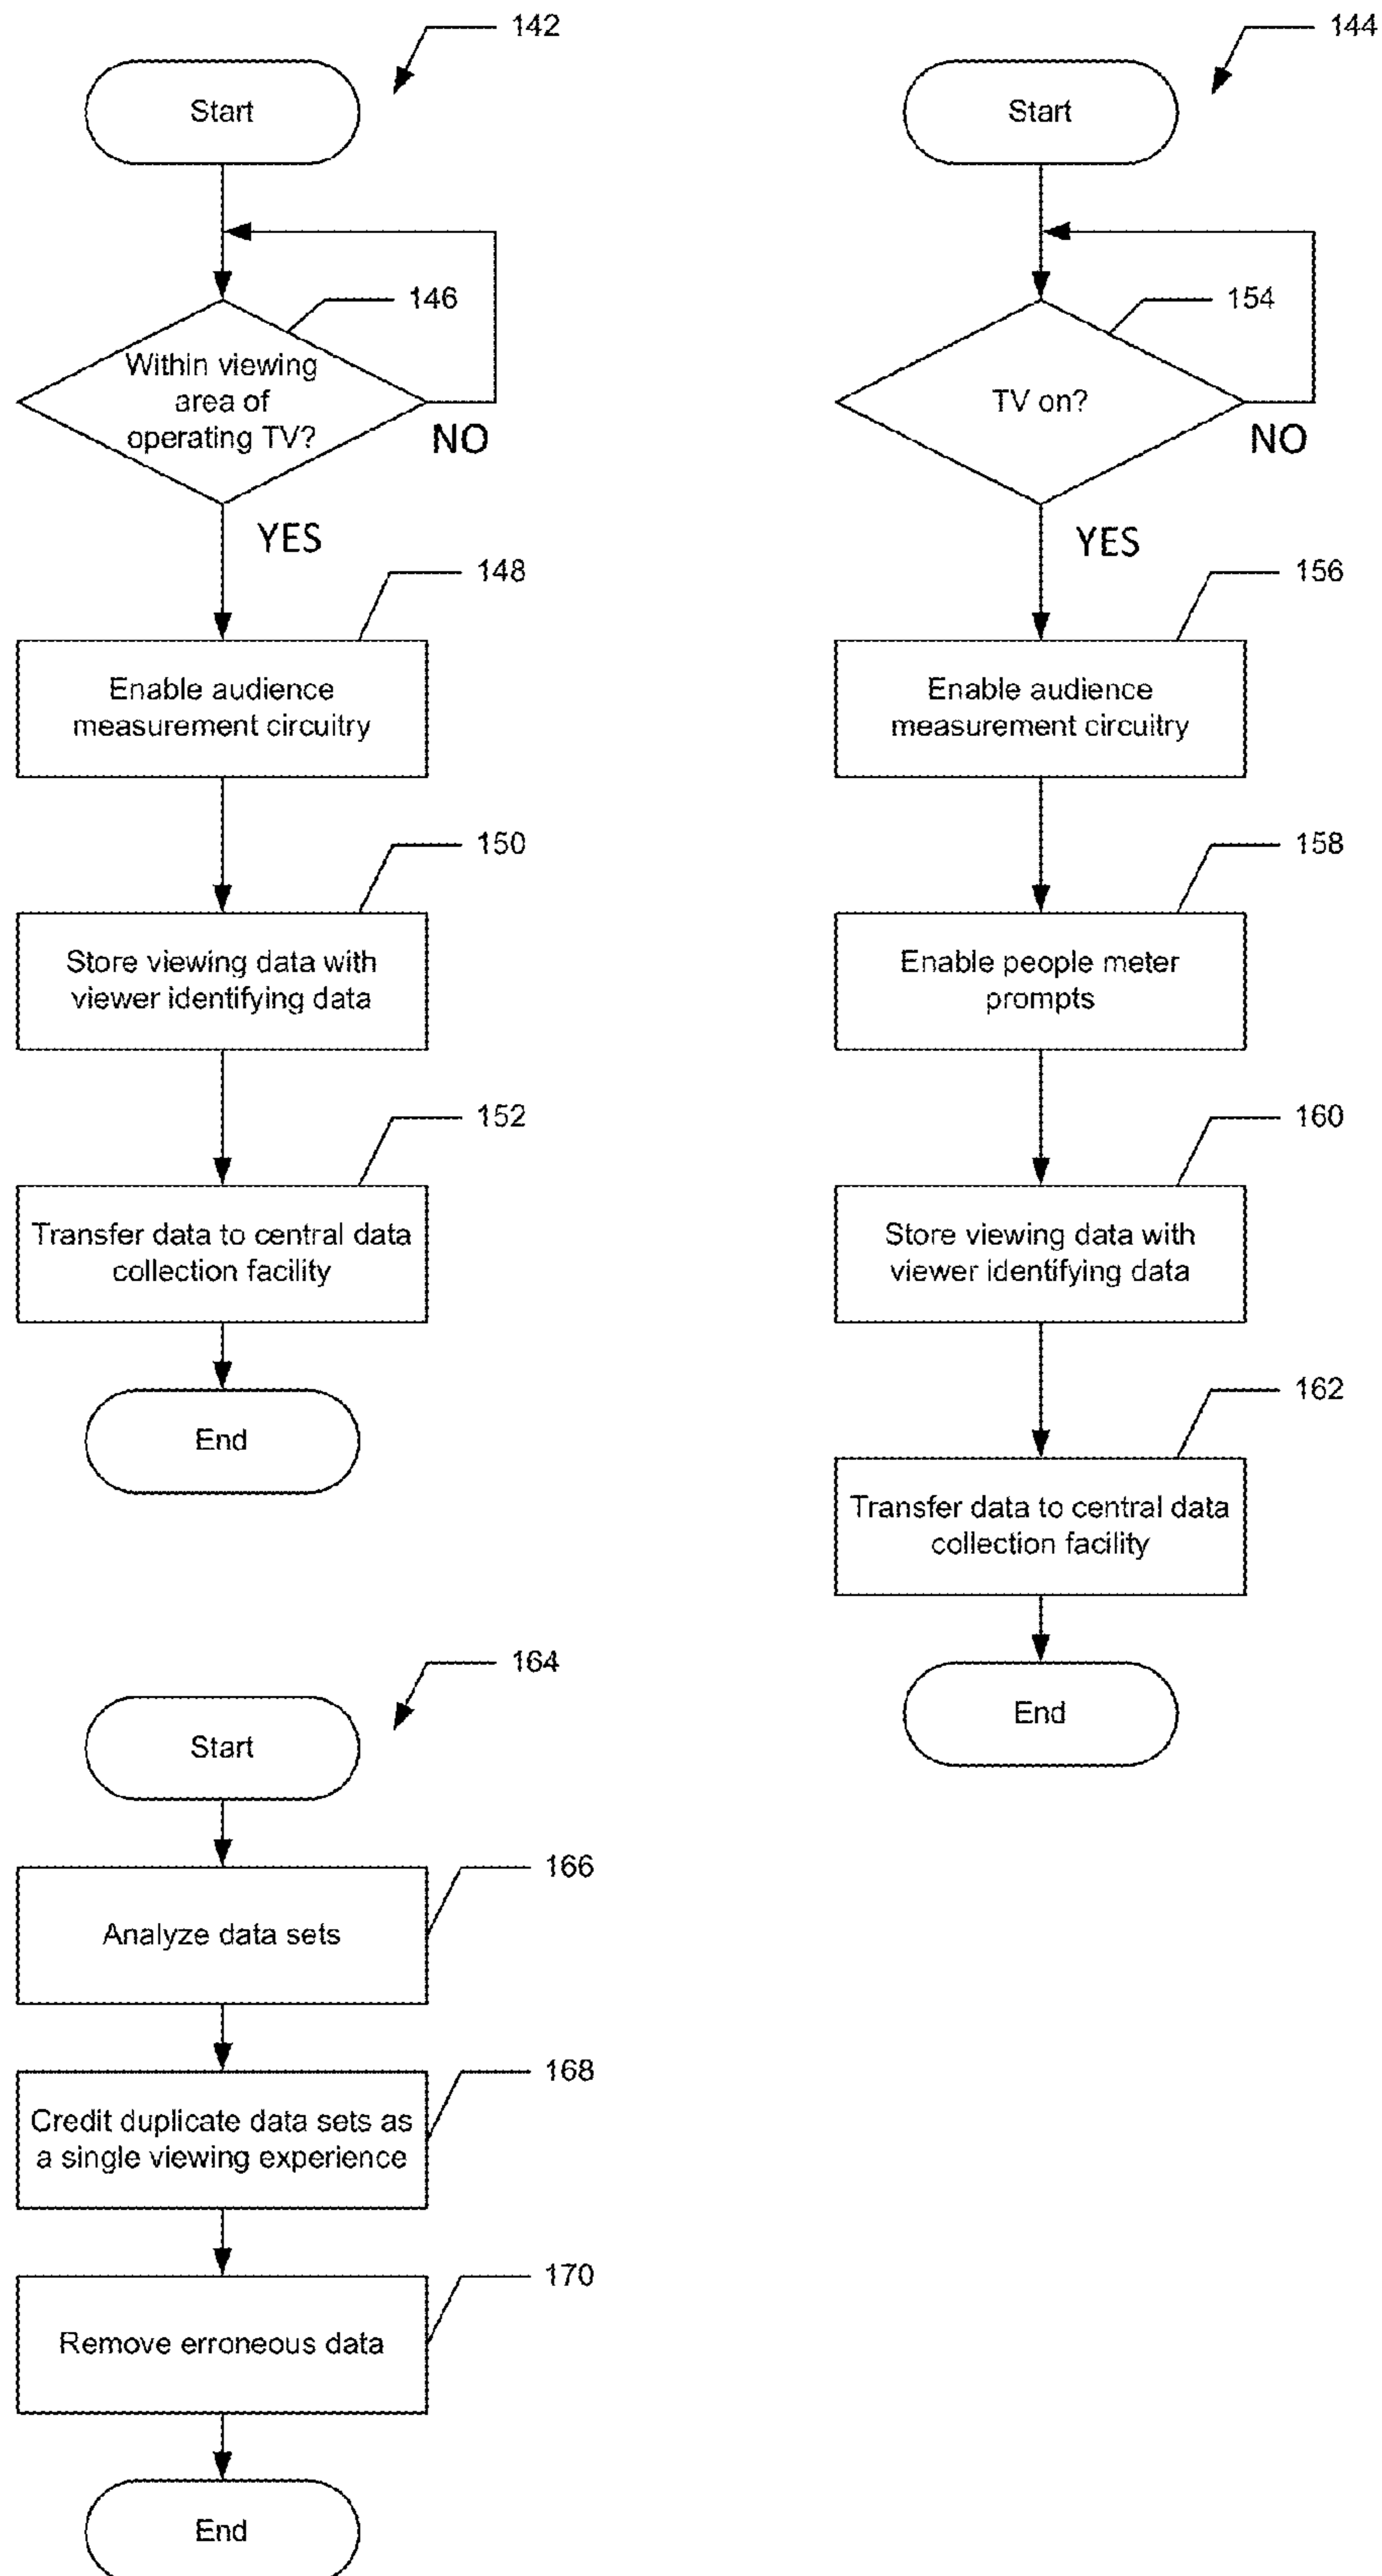 142
Start
146
Within viewing
area of
operating TV?
NO
YES
148
Enable audience
measurement circuitry
150
Store viewing data with
viewer identifying data
152
Transfer data to central data
collection facility
End
144
Start
154
TV on?
NO
YES
156
Enable audience
measurement circuitry
158
Enable people meter
prompts
160
Store viewing data with
viewer identifying data
162
Transfer data to central data
collection facility
End
164
Start
166
Analyze data sets
168
Credit duplicate data sets as
a single viewing experience
170
Remove erroneous data
End